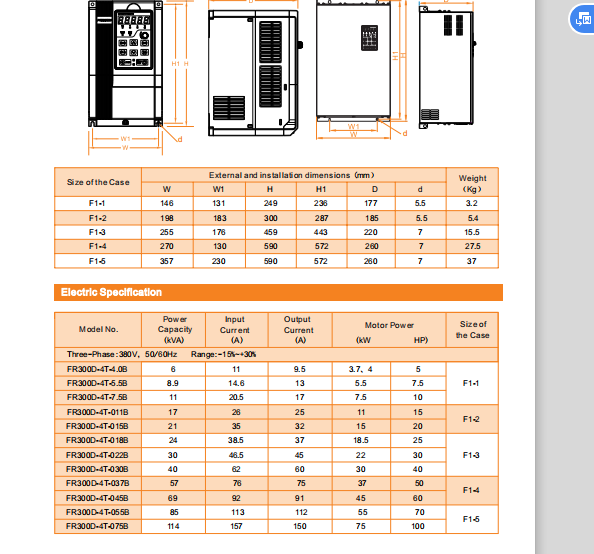 D
H1 H
H1
H
W1
W
d
W1
W
d
Size of the Case External and installation dimensions (mm) Weight (Kg)
W W1 H H1 D d
F1-1 146 131 249 236 177 5.5 3.2
F1-2 198 183 300 287 185 5.5 5.4
F1-3 255 176 459 443 220 7 15.5
F1-4 270 130 590 572 260 7 27.5
F1-5 357 230 590 572 260 7 37
Electric Specification
Model No. Power Capacity (kVA) Input Current (A) Output Current (A) Motor Power (kW HP) Size of the Case
Three-Phase:380V, 50/60Hz Range:-15%~+30%
FR300D-4T-4.0B 6 11 9.5 3.7、4 5
FR300D-4T-5.5B 8.9 14.6 13 5.5 7.5 F1-1
FR300D-4T-7.5B 11 20.5 17 7.5 10
FR300D-4T-011B 17 26 25 11 15 F1-2
FR300D-4T-015B 21 35 32 15 20
FR300D-4T-018B 24 38.5 37 18.5 25
FR300D-4T-022B 30 46.5 45 22 30 F1-3
FR300D-4T-030B 40 62 60 30 40
FR300D-4T-037B 57 76 75 37 50 F1-4
FR300D-4T-045B 69 92 91 45 60
FR300D-4T-055B 85 113 112 55 70 F1-5
FR300D-4T-075B 114 157 150 75 100